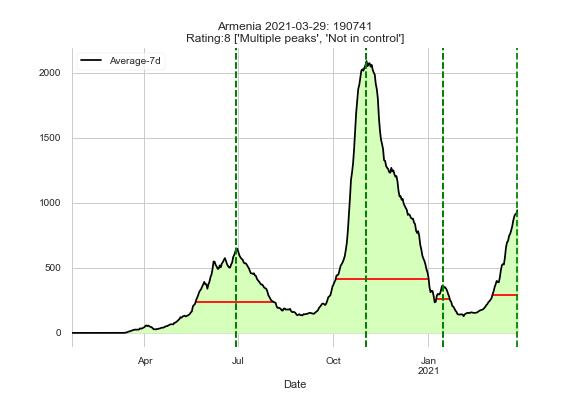 Armenia 2021-03-29: 190741
Rating:8 ['Multiple peaks', 'Not in control']
Average-7d
2000
1500
1000
500
0
Apr
Jul
Oct
Jan
2021
Date